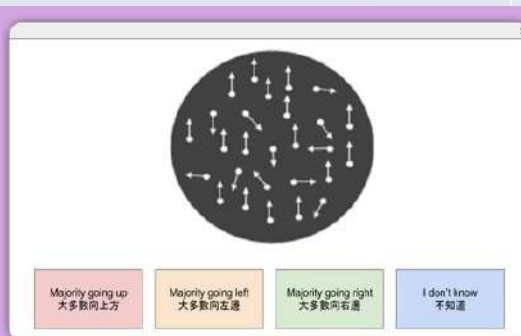 Majority going up
大多數向上方
Majority going left
大多數向左邊
Majority going right
大多數向右邊
I don't know
不知道